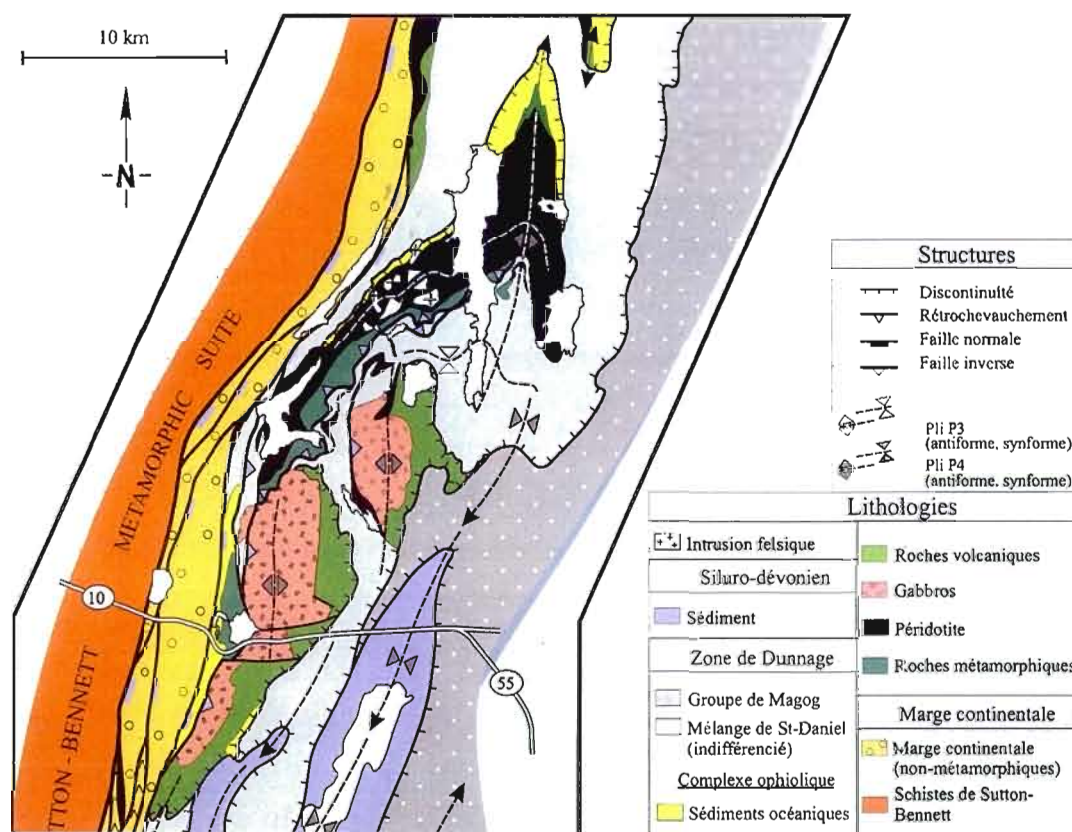 10 km
N
METAMORPHIC SUITE
TTON - BENNETT
10
55
Structures
Discontinuité
Rétrochevauchement
Faille normale
Faille inverse
Pli P3
(antiforme, synforme)
Pli P4
(antiforme, synforme)
Lithologies
Intrusion felsique
Siluro-dévonien
Sédiment
Zone de Dunnage
Groupe de Magog
Mélange de St-Daniel
(indifférencié)
Complexe ophiolique
Sédiments océaniques
Roches volcaniques
Gabbros
Péridotite
Roches métamorphiques
Marge continentale
Marge continentale
(non-métamorphiques)
Schistes de Sutton-
Bennett